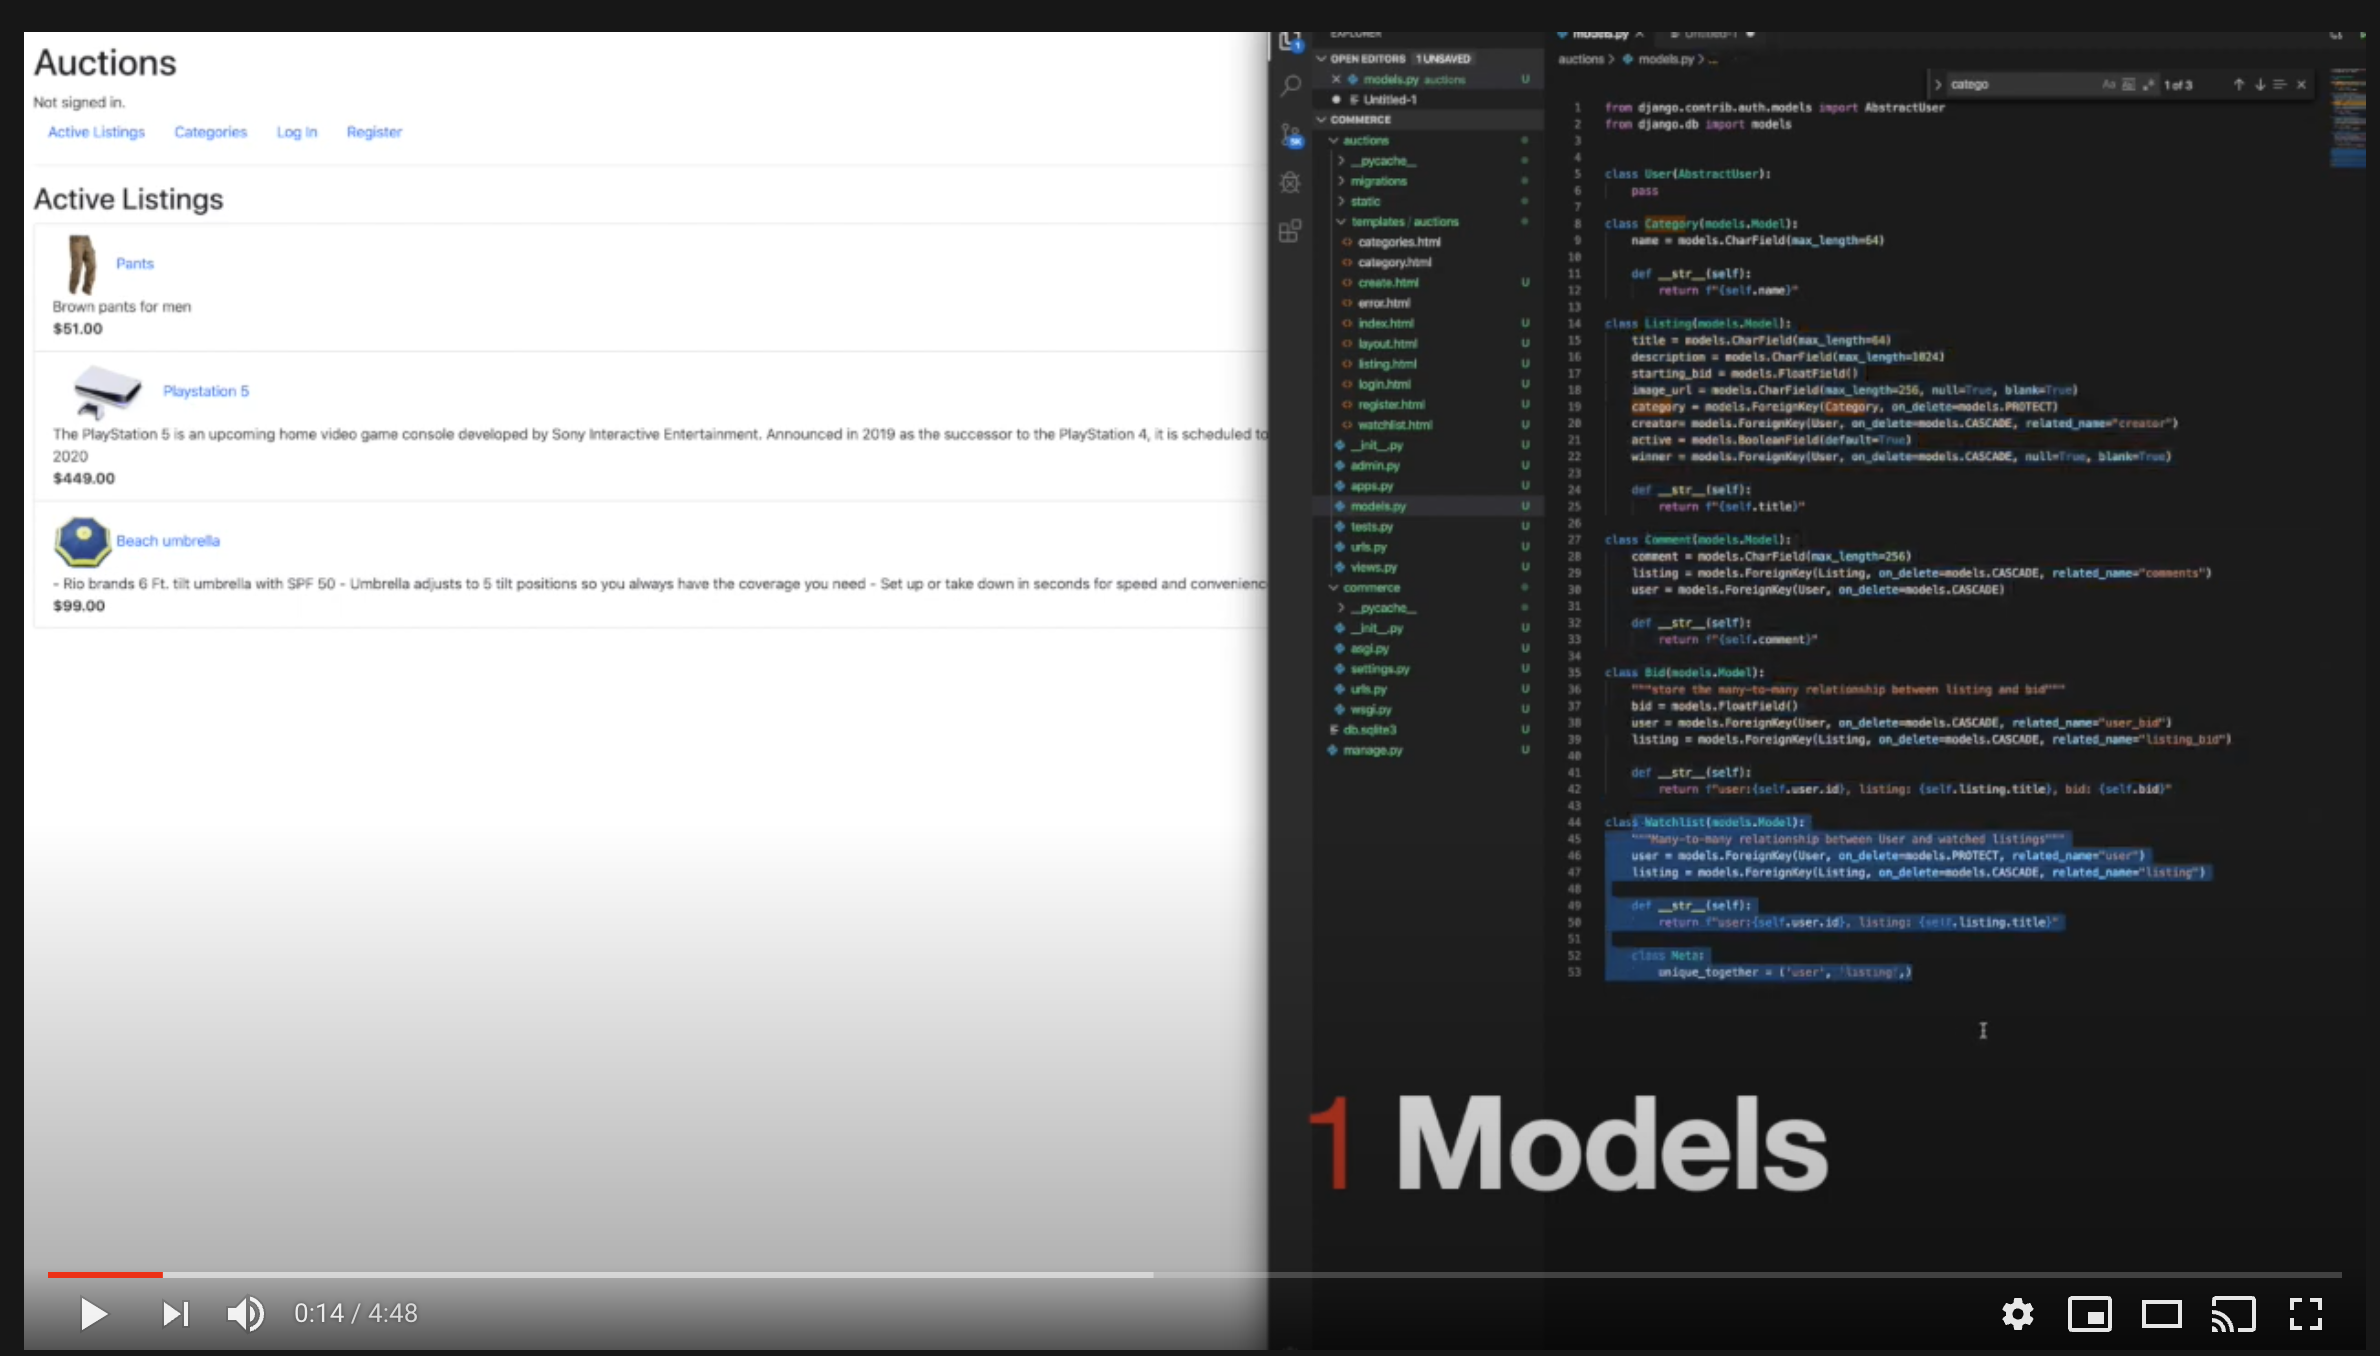 Auctions
Not signed in.
Active Listings Categories Log In Register
Active Listings
Pants
Brown pants for men
$51.00
Playstation 5
The PlayStation 5 is an upcoming home video game console developed by Sony Interactive Entertainment. Announced in 2019 as the successor to the PlayStation 4, it is scheduled to
2020
$449.00
Beach umbrella
- Rio brands 6 Ft. tilt umbrella with SPF 50 - Umbrella adjusts to 5 tilt positions so you always have the coverage you need - Set up or take down in seconds for speed and convenienc
$99.00
EXPLORER
OPEN EDITORS 1 UNSAVED
models.py auctions U
Untitled-1
COMMERCE
auctions
__pycache__
migrations
static
templates / auctions
categories.html
category.html
create.html U
error.html
index.html U
layout.html U
listing.html U
login.html U
register.html U
watchlist.html U
__init__.py U
admin.py U
apps.py U
models.py U
tests.py U
urls.py U
views.py U
commerce
__pycache__
__init__.py U
asgi.py U
settings.py U
urls.py U
wsgi.py U
db.sqlite3 U
manage.py U
models.py Untitled-1
auctions > models.py > ...
catego 1 of 3
1 from django.contrib.auth.models import AbstractUser
2 from django.db import models
3
4
5 class User(AbstractUser):
6 pass
7
8 class Category(models.Model):
9 name = models.CharField(max_length=64)
10
11 def __str__(self):
12 return f"{self.name}"
13
14 class Listing(models.Model):
15 title = models.CharField(max_length=64)
16 description = models.CharField(max_length=1024)
17 starting_bid = models.FloatField()
18 image_url = models.CharField(max_length=256, null=True, blank=True)
19 category = models.ForeignKey(Category, on_delete=models.PROTECT)
20 creator= models.ForeignKey(User, on_delete=models.CASCADE, related_name="creator")
21 active = models.BooleanField(default=True)
22 winner = models.ForeignKey(User, on_delete=models.CASCADE, null=True, blank=True)
23
24 def __str__(self):
25 return f"{self.title}"
26
27 class Comment(models.Model):
28 comment = models.CharField(max_length=256)
29 listing = models.ForeignKey(Listing, on_delete=models.CASCADE, related_name="comments")
30 user = models.ForeignKey(User, on_delete=models.CASCADE)
31
32 def __str__(self):
33 return f"{self.comment}"
34
35 class Bid(models.Model):
36 """store the many-to-many relationship between listing and bid"""
37 bid = models.FloatField()
38 user = models.ForeignKey(User, on_delete=models.CASCADE, related_name="user_bid")
39 listing = models.ForeignKey(Listing, on_delete=models.CASCADE, related_name="listing_bid")
40
41 def __str__(self):
42 return f"user:{self.user.id}, listing: {self.listing.title}, bid: {self.bid}"
43
44 class Watchlist(models.Model):
45 """Many-to-many relationship between User and watched listings"""
46 user = models.ForeignKey(User, on_delete=models.PROTECT, related_name="user")
47 listing = models.ForeignKey(Listing, on_delete=models.CASCADE, related_name="listing")
48
49 def __str__(self):
50 return f"user:{self.user.id}, listing: {self.listing.title}"
51
52 class Meta:
53 unique_together = ('user', 'listing',)
1 Models
0:14 / 4:48